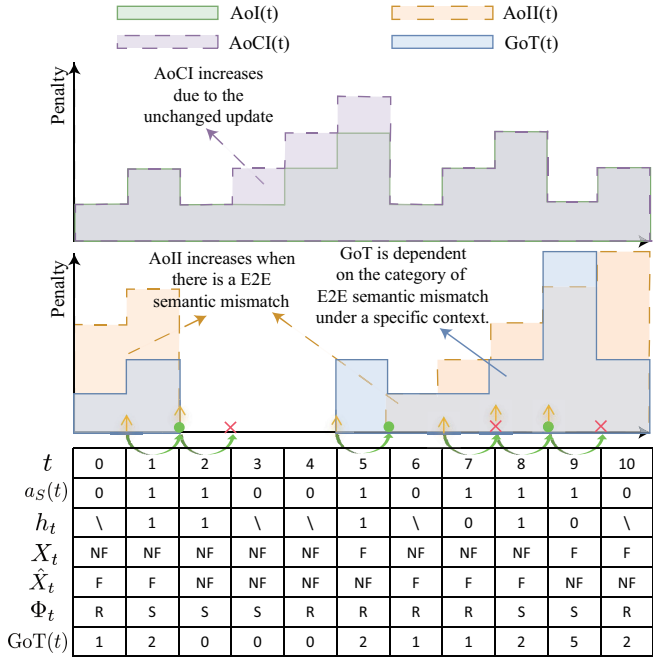 AoI(t) AoII(t)
AoCI(t) GoT(t)
Penalty
AoCI increases
due to the
unchanged update
Penalty
AoII increases when
there is a E2E
semantic mismatch
GoT is dependent
on the category of
E2E semantic mismatch
under a specific context.
t 0 1 2 3 4 5 6 7 8 9 10
a_S(t) 0 1 1 0 0 1 0 1 1 1 0
h_t \ 1 1 \ \ 1 \ 0 1 0 \
X_t NF NF NF NF NF F NF NF NF F F
X̂_t F F NF NF NF NF F F F NF NF
Φ_t R S S S R R R R S S R
GoT(t) 1 2 0 0 0 2 1 1 2 5 2